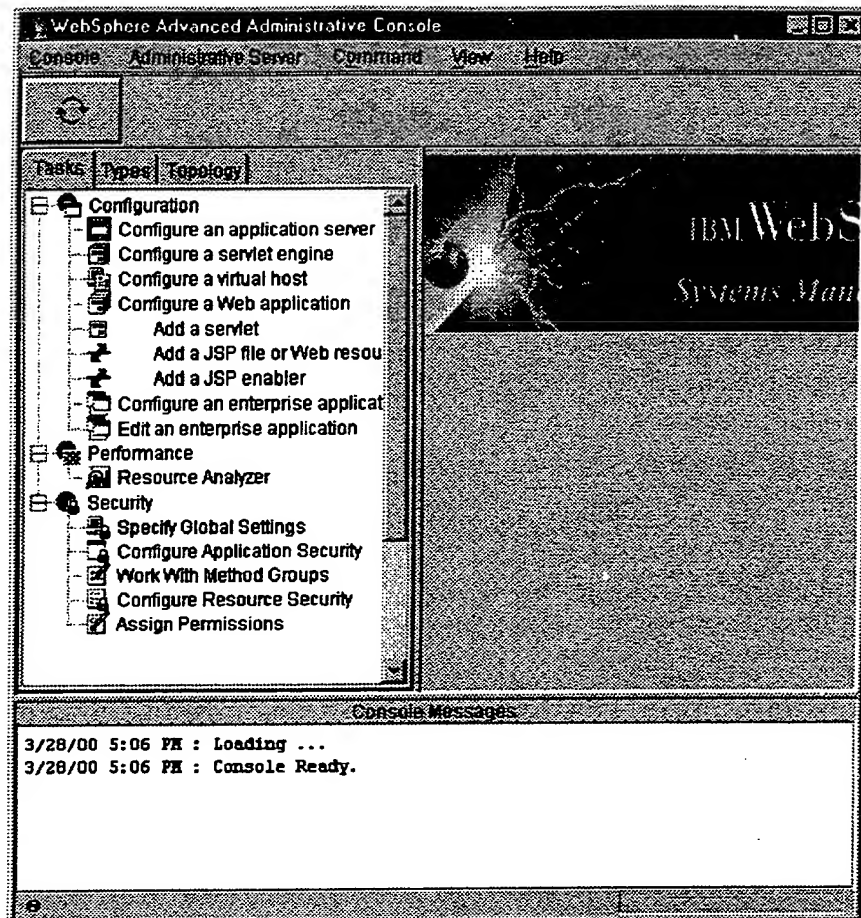 WebSphere Advanced Administrative Console
Console Administrative Server Command View Help
Tasks Types Topology
Configuration
Configure an application server
Configure a servlet engine
Configure a virtual host
Configure a Web application
Add a servlet
Add a JSP file or Web resou
Add a JSP enabler
Configure an enterprise applicat
Edit an enterprise application
Performance
Resource Analyzer
Security
Specify Global Settings
Configure Application Security
Work With Method Groups
Configure Resource Security
Assign Permissions
IBM WebS
Systems Man
Console Messages
3/28/00 5:06 PM : Loading ...
3/28/00 5:06 PM : Console Ready.